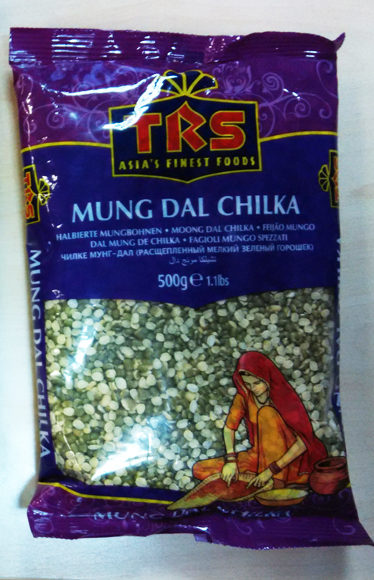 TRS
ASIA'S FINEST FOODS
MUNG DAL CHILKA
HALBIERTE MUNGBOHNEN • MOONG DAL CHILKA • FEIJÃO MUNGO
DAL MUNG DE CHILKA • FAGIOLI MUNGO SPEZZATI
ЧИЛКЕ МУНГ-ДАЛ (РАСЩЕПЛЕННЫЙ МЕЛКИЙ ЗЕЛЕНЫЙ ГОРОШЕК)
500g ℮ 1.1lbs
MUNG DAL CHILKA